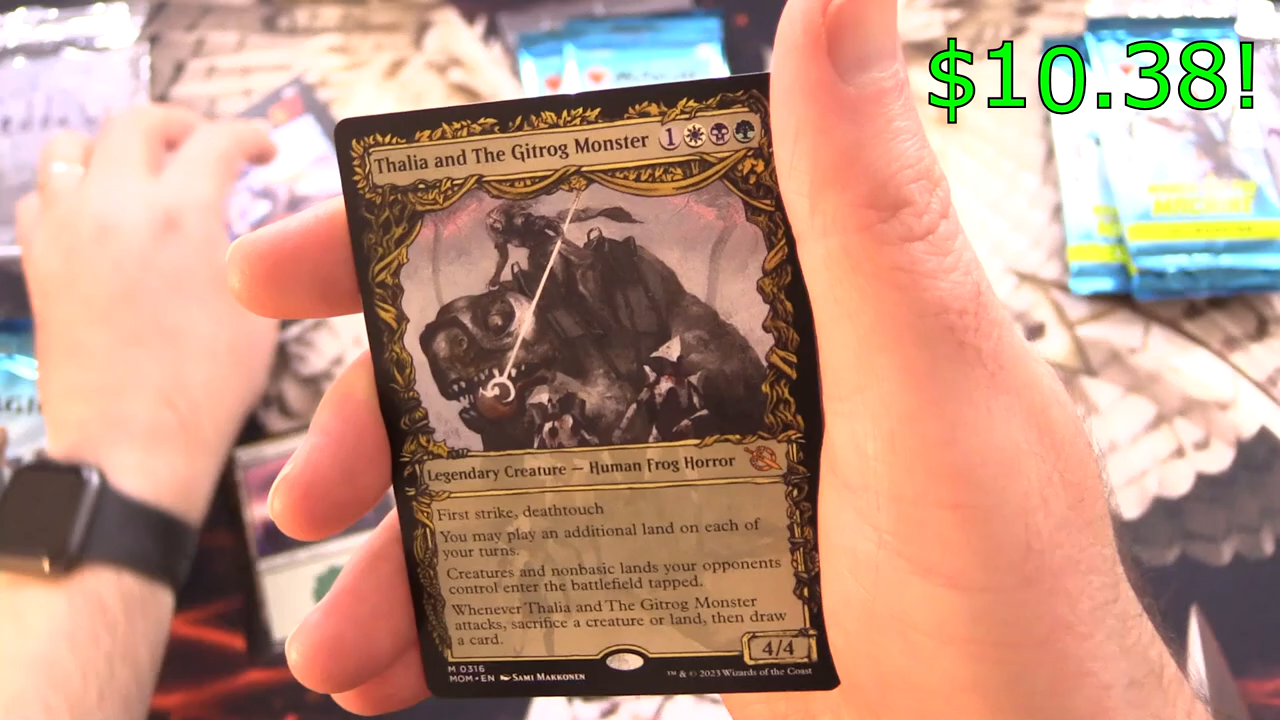 $10.38!
Thalia and The Gitrog Monster 1
Legendary Creature — Human Frog Horror
First strike, deathtouch
You may play an additional land on each of
your turns.
Creatures and nonbasic lands your opponents
control enter the battlefield tapped.
Whenever Thalia and The Gitrog Monster
attacks, sacrifice a creature or land, then draw
a card.
4/4
M 0316
MOM • EN Sami Makkonen
™ & © 2023 Wizards of the Coast